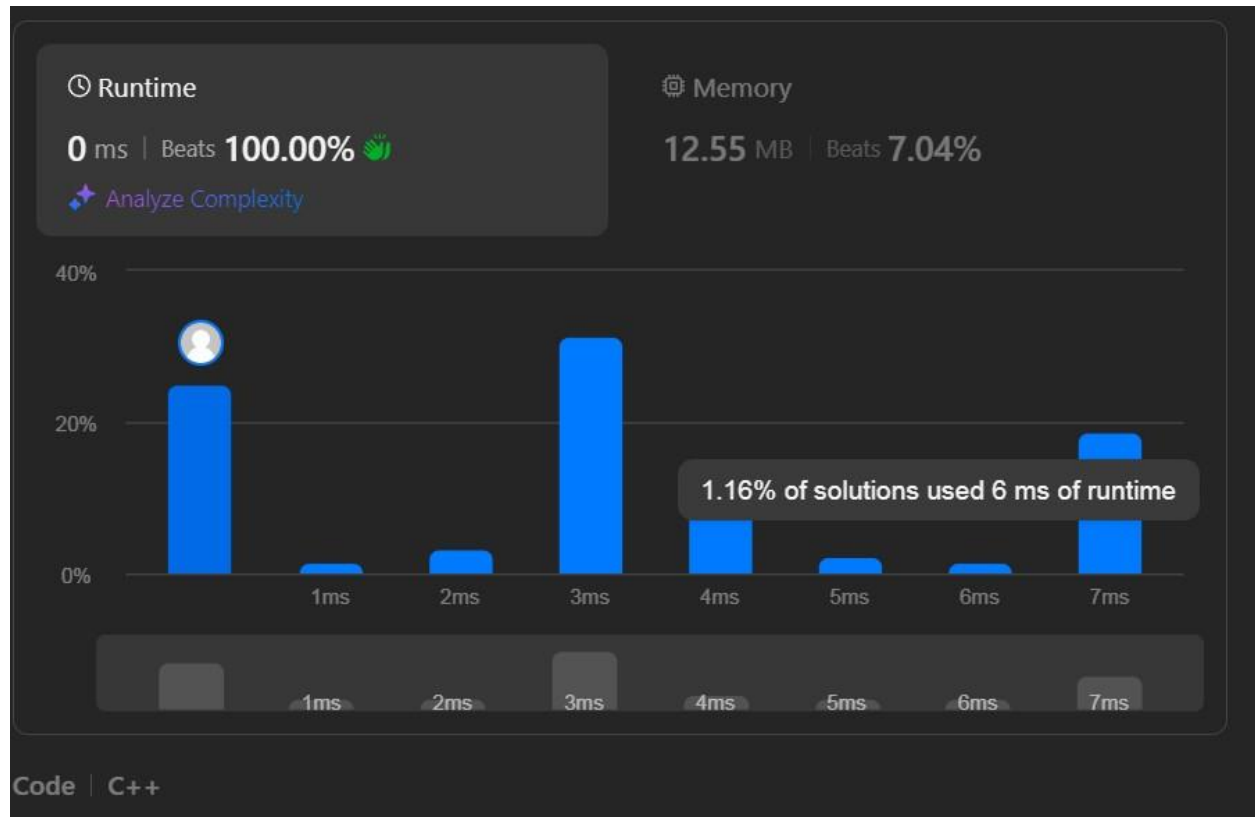 Runtime
0 ms | Beats 100.00%
Analyze Complexity
Memory
12.55 MB | Beats 7.04%
40%
20%
0%
1.16% of solutions used 6 ms of runtime
1ms 2ms 3ms 4ms 5ms 6ms 7ms
1ms 2ms 3ms 4ms 5ms 6ms 7ms
Code | C++